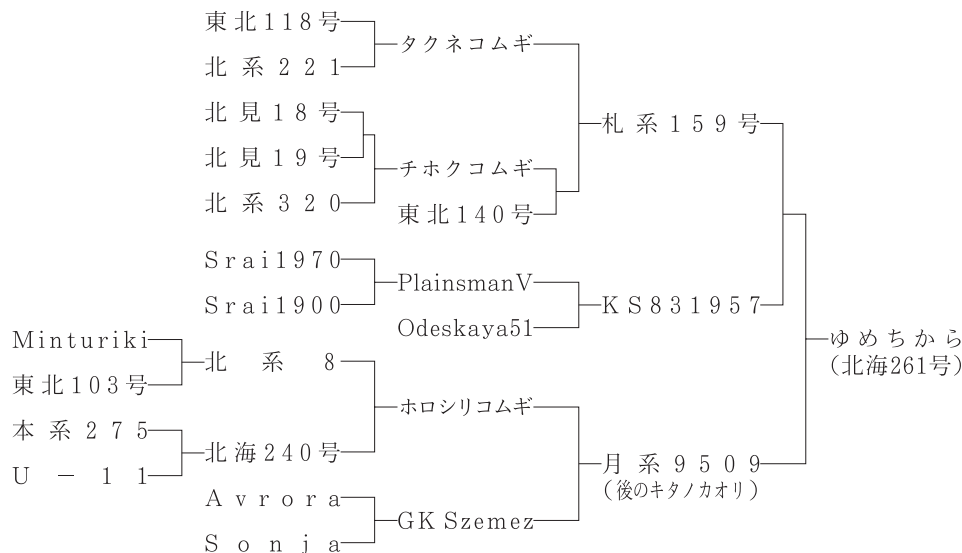 東北118号
タクネコムギ
北系221
北見18号
札系159号
北見19号
チホクコムギ
北系320
東北140号
Srai1970
PlainsmanV
Srai1900
KS831957
Odeskaya51
Minturiki
ゆめちから
北系8
(北海261号)
東北103号
ホロシリコムギ
本系275
北海240号
月系9509
U－11
(後のキタノカオリ)
Avrora
GK Szemez
Sonja